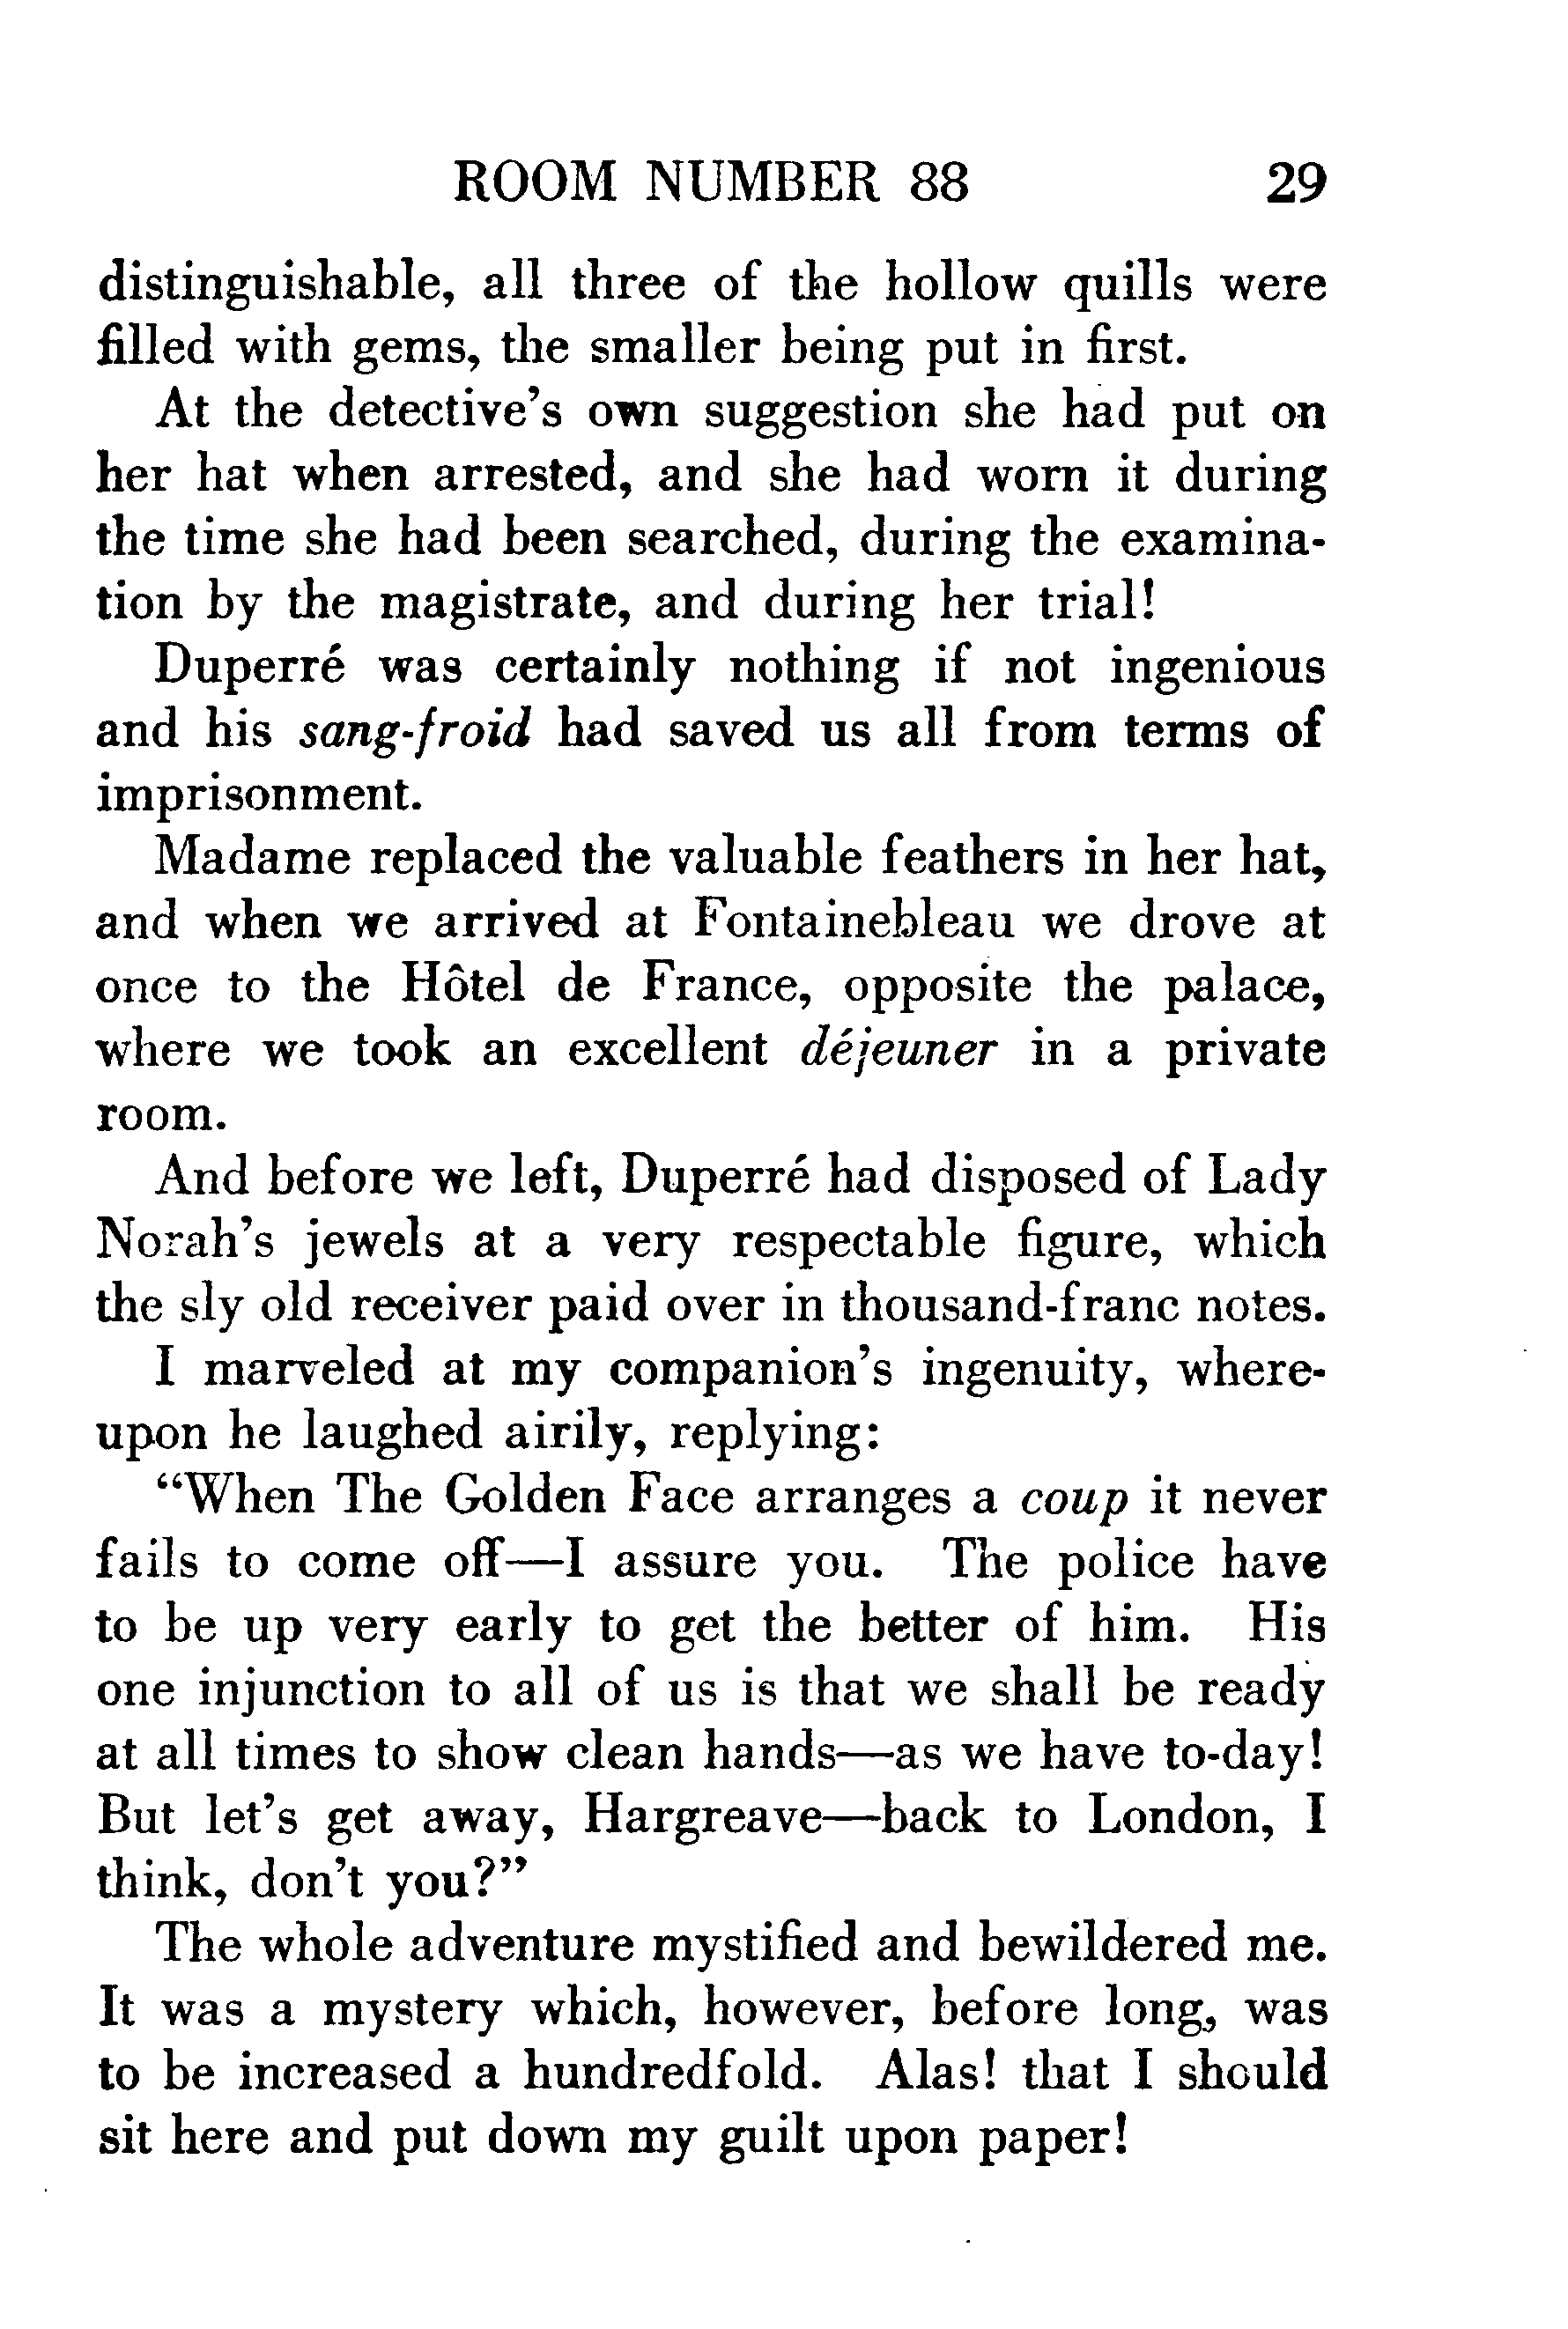 ROOM NUMBER 88 29
distinguishable, all three of the hollow quills were
filled with gems, the smaller being put in first.
At the detective's own suggestion she had put on
her hat when arrested, and she had worn it during
the time she had been searched, during the examina-
tion by the magistrate, and during her trial!
Duperré was certainly nothing if not ingenious
and his sang-froid had saved us all from terms of
imprisonment.
Madame replaced the valuable feathers in her hat,
and when we arrived at Fontainebleau we drove at
once to the Hôtel de France, opposite the palace,
where we took an excellent déjeuner in a private
room.
And before we left, Duperré had disposed of Lady
Norah's jewels at a very respectable figure, which
the sly old receiver paid over in thousand-franc notes.
I marveled at my companion's ingenuity, where-
upon he laughed airily, replying:
“When The Golden Face arranges a coup it never
fails to come off—I assure you. The police have
to be up very early to get the better of him. His
one injunction to all of us is that we shall be ready
at all times to show clean hands—as we have to-day!
But let's get away, Hargreave—back to London, I
think, don't you?”
The whole adventure mystified and bewildered me.
It was a mystery which, however, before long, was
to be increased a hundredfold. Alas! that I should
sit here and put down my guilt upon paper!